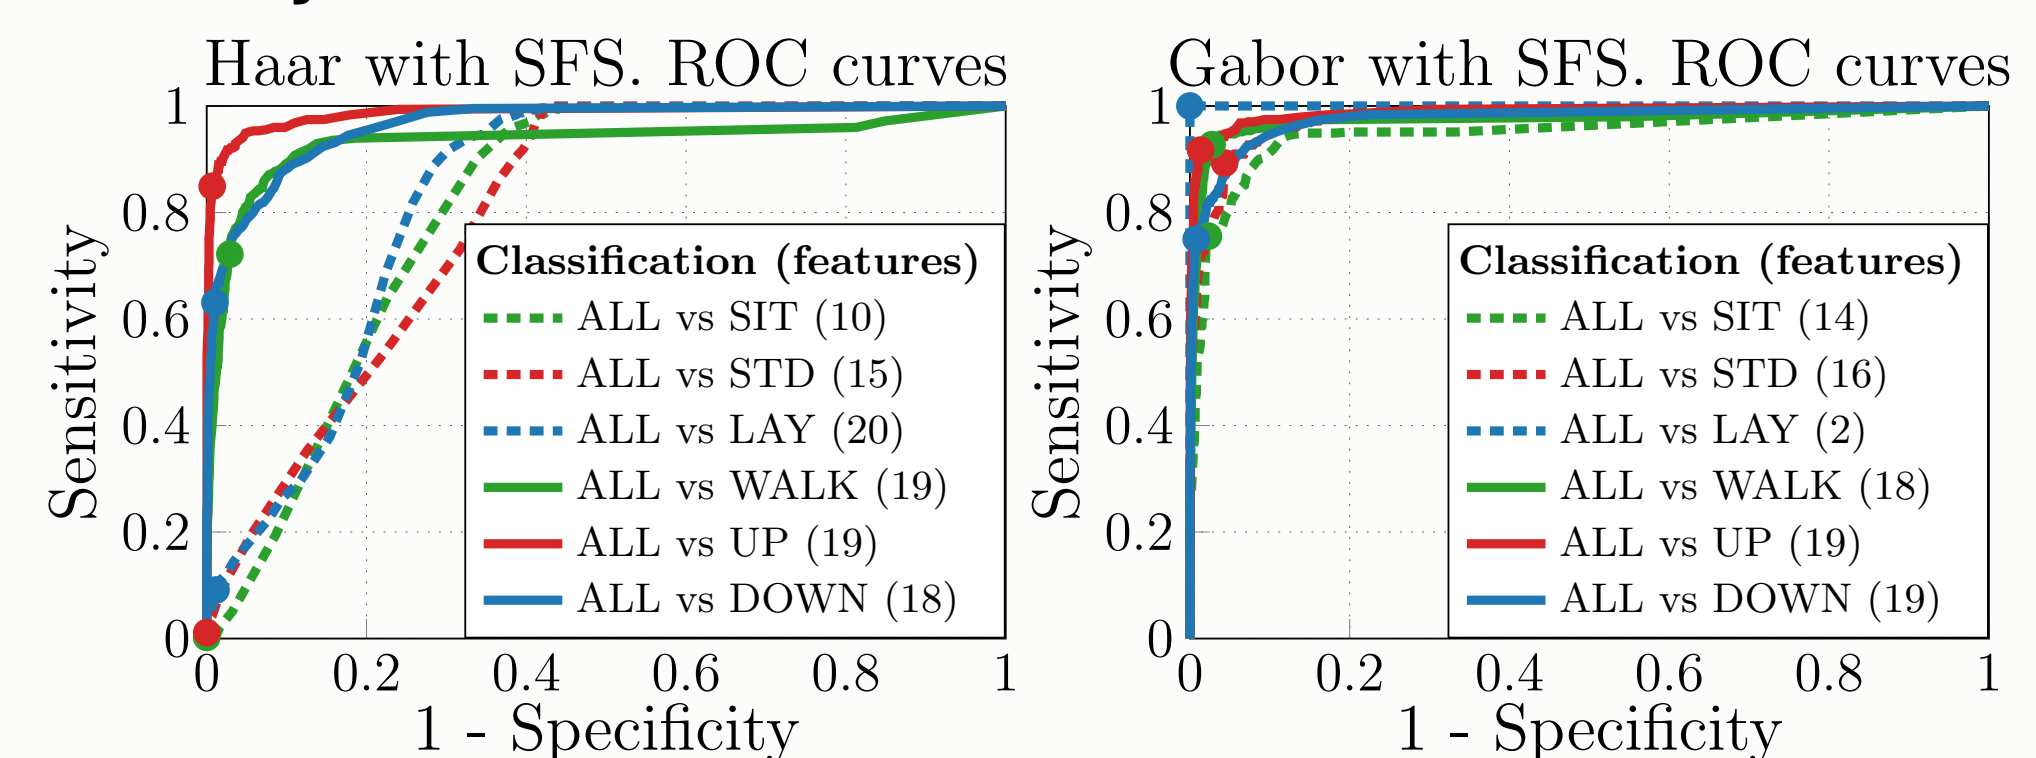 Haar with SFS. ROC curves
1
0.8
0.6
0.4
0.2
0
Sensitivity
Classification (features)
ALL vs SIT (10)
ALL vs STD (15)
ALL vs LAY (20)
ALL vs WALK (19)
ALL vs UP (19)
ALL vs DOWN (18)
0 0.2 0.4 0.6 0.8 1
1 - Specificity
Gabor with SFS. ROC curves
1
0.8
0.6
0.4
0.2
0
Sensitivity
Classification (features)
ALL vs SIT (14)
ALL vs STD (16)
ALL vs LAY (2)
ALL vs WALK (18)
ALL vs UP (19)
ALL vs DOWN (19)
0 0.2 0.4 0.6 0.8 1
1 - Specificity